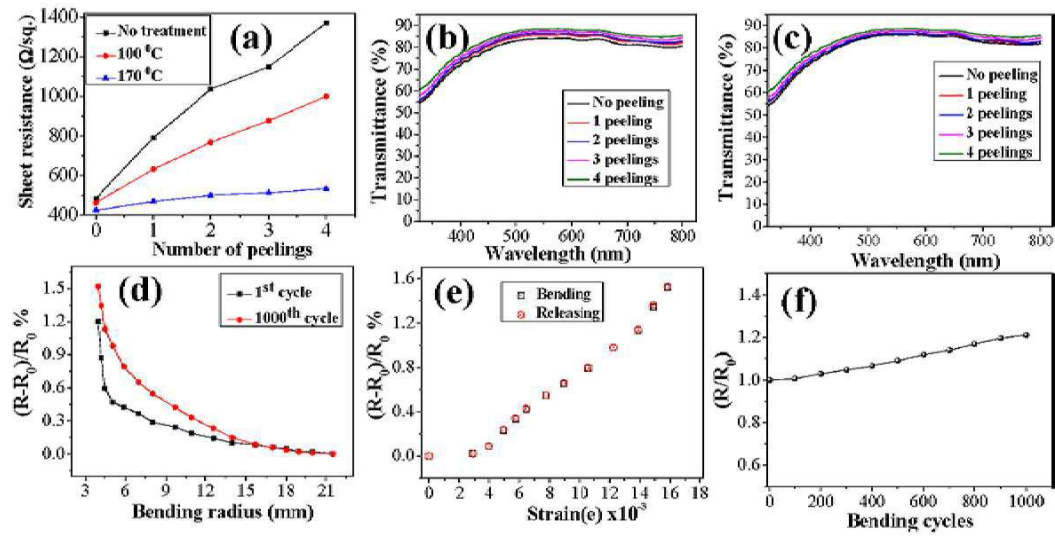 (a)
No treatment
100 ⁰C
170 ⁰C
1400
1200
1000
800
600
400
0 1 2 3 4
Sheet resistance (Ω/sq.)
Number of peelings
(b)
No peeling
1 peeling
2 peelings
3 peelings
4 peelings
90
80
70
60
50
40
30
20
10
0
400 500 600 700 800
Transmittance (%)
Wavelength (nm)
(c)
No peeling
1 peeling
2 peelings
3 peelings
4 peelings
90
80
70
60
50
40
30
20
10
0
400 500 600 700 800
Transmittance (%)
Wavelength (nm)
(d)
1st cycle
1000th cycle
1.5
1.2
0.9
0.6
0.3
0.0
3 6 9 12 15 18 21
(R-R0)/R0 %
Bending radius (mm)
(e)
Bending
Releasing
1.6
1.2
0.8
0.4
0.0
0 2 4 6 8 10 12 14 16 18
(R-R0)/R0 %
Strain(e) x10-3
(f)
1.4
1.2
1.0
0.8
0.6
0 200 400 600 800 1000
(R/R0)
Bending cycles